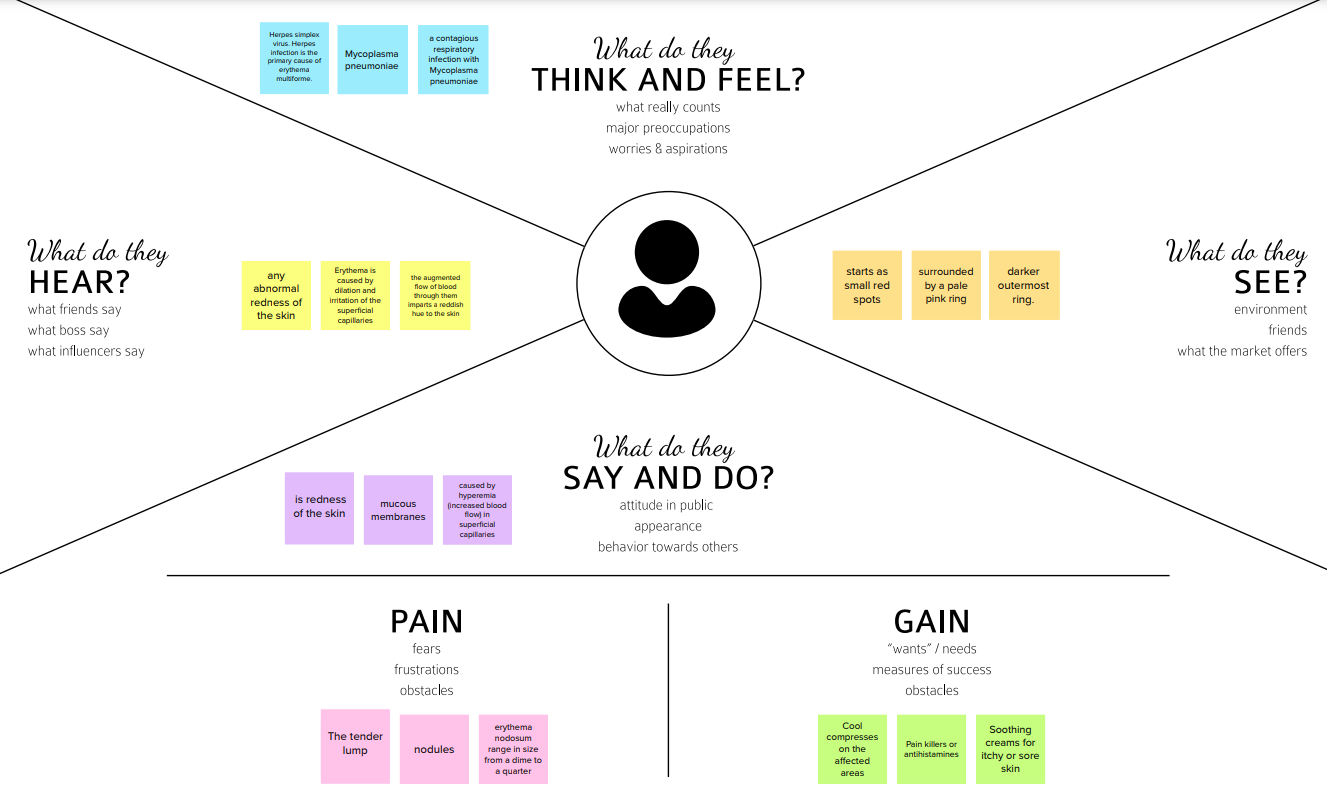 Herpes simplex
virus. Herpes
infection is the
primary cause of
erythema
multiforme.
Mycoplasma
pneumoniae
a contagious
respiratory
infection with
Mycoplasma
pneumoniae
What do they
THINK AND FEEL?
what really counts
major preoccupations
worries & aspirations
What do they
HEAR?
what friends say
what boss say
what influencers say
any
abnormal
redness of
the skin
Erythema is
caused by
dilation and
irritation of the
superficial
capillaries
the augmented
flow of blood
through them
imparts a reddish
hue to the skin
starts as
small red
spots
surrounded
by a pale
pink ring
darker
outermost
ring.
What do they
SEE?
environment
friends
what the market offers
What do they
SAY AND DO?
attitude in public
appearance
behavior towards others
is redness
of the skin
mucous
membranes
caused by
hyperemia
(increased blood
flow) in
superficial
capillaries
PAIN
fears
frustrations
obstacles
The tender
lump
nodules
erythema
nodosum
range in size
from a dime to
a quarter
GAIN
“wants” / needs
measures of success
obstacles
Cool
compresses
on the
affected
areas
Pain killers or
antihistamines
Soothing
creams for
itchy or sore
skin